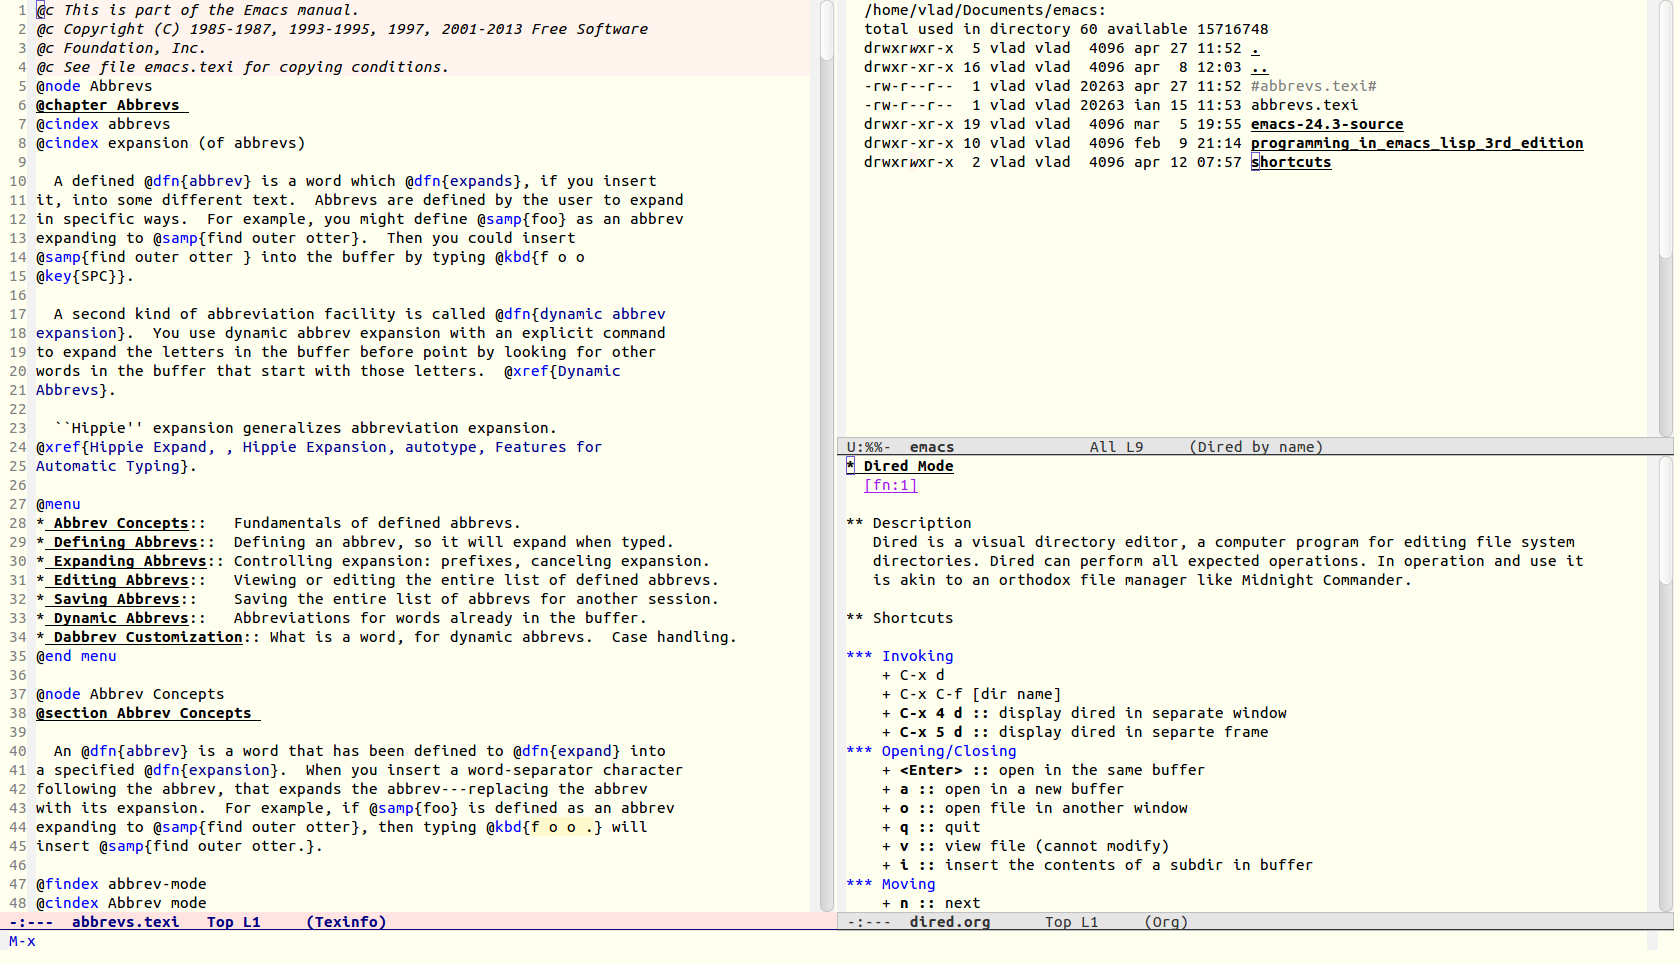 1 @c This is part of the Emacs manual.
2 @c Copyright (C) 1985-1987, 1993-1995, 1997, 2001-2013 Free Software
3 @c Foundation, Inc.
4 @c See file emacs.texi for copying conditions.
5 @node Abbrevs
6 @chapter Abbrevs
7 @cindex abbrevs
8 @cindex expansion (of abbrevs)
9
10   A defined @dfn{abbrev} is a word which @dfn{expands}, if you insert
11 it, into some different text.  Abbrevs are defined by the user to expand
12 in specific ways.  For example, you might define @samp{foo} as an abbrev
13 expanding to @samp{find outer otter}.  Then you could insert
14 @samp{find outer otter } into the buffer by typing @kbd{f o o
15 @key{SPC}}.
16
17   A second kind of abbreviation facility is called @dfn{dynamic abbrev
18 expansion}.  You use dynamic abbrev expansion with an explicit command
19 to expand the letters in the buffer before point by looking for other
20 words in the buffer that start with those letters.  @xref{Dynamic
21 Abbrevs}.
22
23   ``Hippie'' expansion generalizes abbreviation expansion.
24 @xref{Hippie Expand, , Hippie Expansion, autotype, Features for
25 Automatic Typing}.
26
27 @menu
28 * Abbrev Concepts::   Fundamentals of defined abbrevs.
29 * Defining Abbrevs::  Defining an abbrev, so it will expand when typed.
30 * Expanding Abbrevs:: Controlling expansion: prefixes, canceling expansion.
31 * Editing Abbrevs::   Viewing or editing the entire list of defined abbrevs.
32 * Saving Abbrevs::    Saving the entire list of abbrevs for another session.
33 * Dynamic Abbrevs::   Abbreviations for words already in the buffer.
34 * Dabbrev Customization:: What is a word, for dynamic abbrevs.  Case handling.
35 @end menu
36
37 @node Abbrev Concepts
38 @section Abbrev Concepts
39
40   An @dfn{abbrev} is a word that has been defined to @dfn{expand} into
41 a specified @dfn{expansion}.  When you insert a word-separator character
42 following the abbrev, that expands the abbrev---replacing the abbrev
43 with its expansion.  For example, if @samp{foo} is defined as an abbrev
44 expanding to @samp{find outer otter}, then typing @kbd{f o o .} will
45 insert @samp{find outer otter.}.
46
47 @findex abbrev-mode
48 @cindex Abbrev mode
-:---  abbrevs.texi   Top L1     (Texinfo)
M-x
/home/vlad/Documents/emacs:
total used in directory 60 available 15716748
drwxrwxr-x  5 vlad vlad  4096 apr 27 11:52 .
drwxr-xr-x 16 vlad vlad  4096 apr  8 12:03 ..
-rw-r--r--  1 vlad vlad 20263 apr 27 11:52 #abbrevs.texi#
-rw-r--r--  1 vlad vlad 20263 ian 15 11:53 abbrevs.texi
drwxr-xr-x 19 vlad vlad  4096 mar  5 19:55 emacs-24.3-source
drwxr-xr-x 10 vlad vlad  4096 feb  9 21:14 programming_in_emacs_lisp_3rd_edition
drwxrwxr-x  2 vlad vlad  4096 apr 12 07:57 shortcuts
U:%%-  emacs               All L9     (Dired by name)
* Dired Mode
[fn:1]
** Description
Dired is a visual directory editor, a computer program for editing file system
directories. Dired can perform all expected operations. In operation and use it
is akin to an orthodox file manager like Midnight Commander.
** Shortcuts
*** Invoking
+ C-x d
+ C-x C-f [dir name]
+ C-x 4 d :: display dired in separate window
+ C-x 5 d :: display dired in separte frame
*** Opening/Closing
+ <Enter> :: open in the same buffer
+ a :: open in a new buffer
+ o :: open file in another window
+ q :: quit
+ v :: view file (cannot modify)
+ i :: insert the contents of a subdir in buffer
*** Moving
+ n :: next
-:---  dired.org      Top L1     (Org)